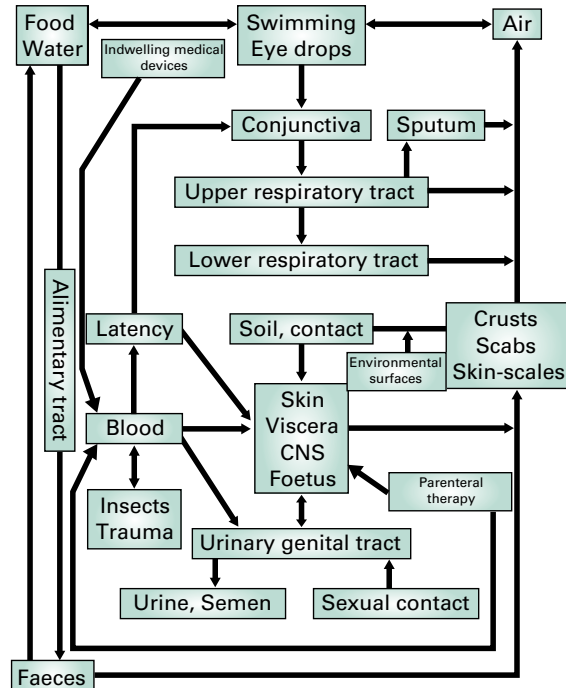 Food
Water
Swimming
Eye drops
Air
Indwelling medical
devices
Conjunctiva
Sputum
Upper respiratory tract
Lower respiratory tract
Alimentary tract
Latency
Soil, contact
Crusts
Scabs
Skin-scales
Environmental
surfaces
Skin
Viscera
CNS
Foetus
Blood
Parenteral
therapy
Insects
Trauma
Urinary genital tract
Urine, Semen
Sexual contact
Faeces